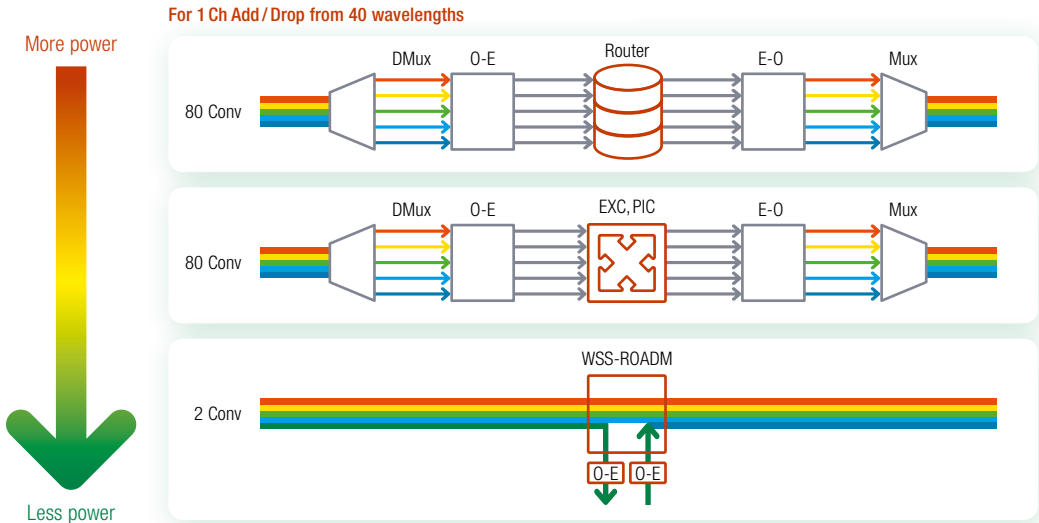 For 1 Ch Add / Drop from 40 wavelengths
More power
DMux O-E Router E-O Mux
80 Conv
DMux O-E EXC, PIC E-O Mux
80 Conv
WSS-ROADM
2 Conv
O-E O-E
Less power